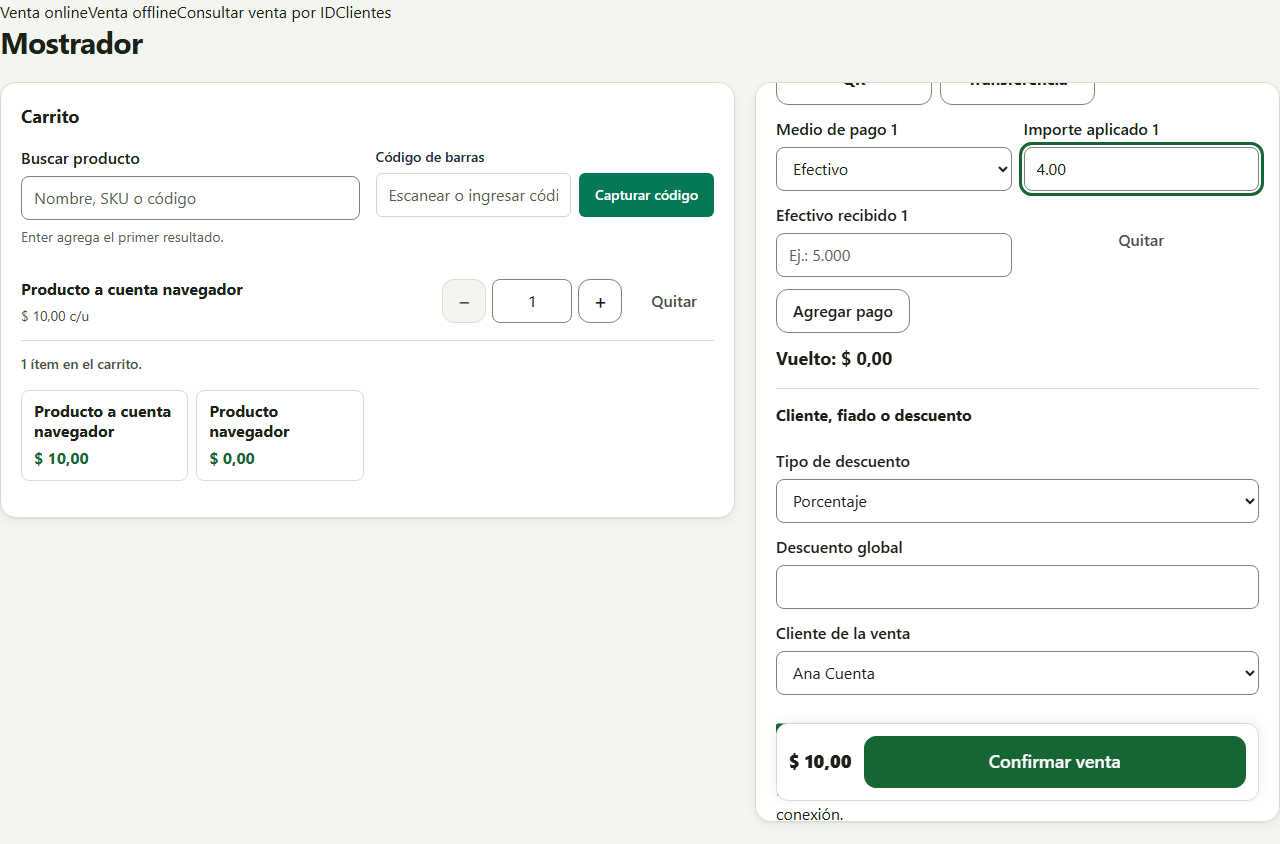 Venta onlineVenta offlineConsultar venta por IDClientes
Mostrador
Carrito
Buscar producto
Nombre, SKU o código
Enter agrega el primer resultado.
Código de barras
Escanear o ingresar códi
Capturar código
Producto a cuenta navegador
$ 10,00 c/u
−
1
+
Quitar
1 ítem en el carrito.
Producto a cuenta navegador
$ 10,00
Producto navegador
$ 0,00
Medio de pago 1
Efectivo
Importe aplicado 1
4.00
Efectivo recibido 1
Ej.: 5.000
Quitar
Agregar pago
Vuelto: $ 0,00
Cliente, fiado o descuento
Tipo de descuento
Porcentaje
Descuento global
Cliente de la venta
Ana Cuenta
$ 10,00
Confirmar venta
conexión.